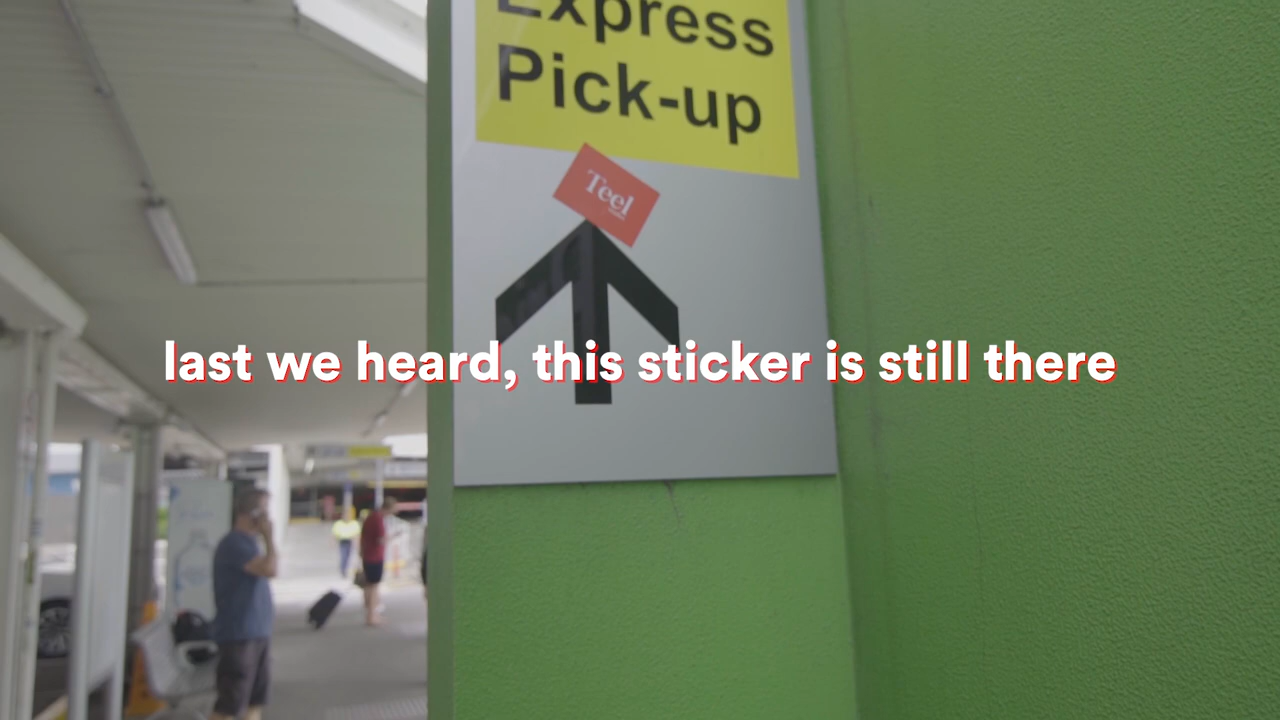 Express
Pick-up
Teel
last we heard, this sticker is still there